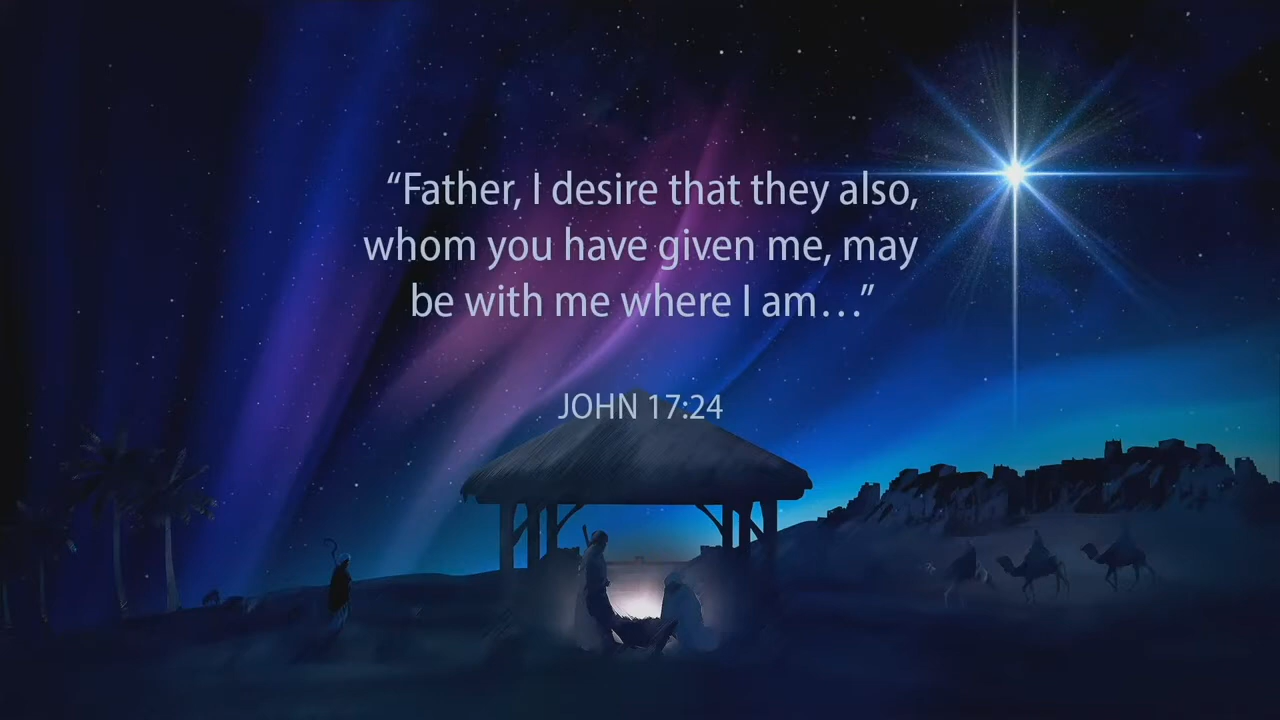 “Father, I desire that they also,
whom you have given me, may
be with me where I am…”
JOHN 17:24